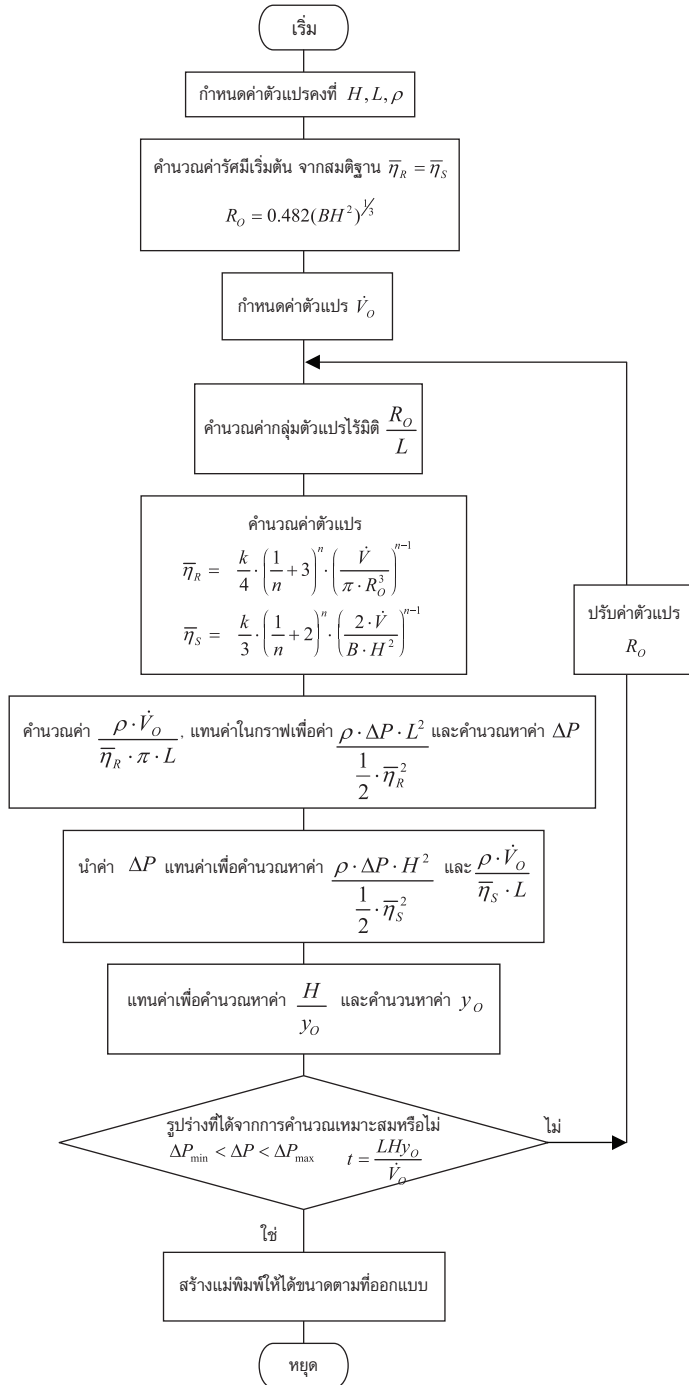 เริ่ม
กำหนดค่าตัวแปรคงที่ H, L, ρ
คำนวณค่ารัศมีเริ่มต้น จากสมติฐาน η̅_R = η̅_S
R_O = 0.482(BH²)^{1/3}
กำหนดค่าตัวแปร V̇_O
คำนวณค่ากลุ่มตัวแปรไร้มิติ R_O / L
คำนวณค่าตัวแปร
η̅_R = k/4 · (1/n + 3)^n · (V̇ / (π · R_O^3))^{n−1}
η̅_S = k/3 · (1/n + 2)^n · (2 · V̇ / (B · H²))^{n−1}
ปรับค่าตัวแปร
R_O
คำนวณค่า (ρ · V̇_O) / (η̅_R · π · L), แทนค่าในกราฟเพื่อค่า (ρ · ΔP · L²) / (1/2 · η̅_R²) และคำนวณหาค่า ΔP
นำค่า ΔP แทนค่าเพื่อคำนวณหาค่า (ρ · ΔP · H²) / (1/2 · η̅_S²) และ (ρ · V̇_O) / (η̅_S · L)
แทนค่าเพื่อคำนวณหาค่า H / y_O และคำนวนหาค่า y_O
รูปร่างที่ได้จากการคำนวณเหมาะสมหรือไม่
ΔP_min < ΔP < ΔP_max t = LHy_O / V̇_O
ไม่
ใช่
สร้างแม่พิมพ์ให้ได้ขนาดตามที่ออกแบบ
หยุด